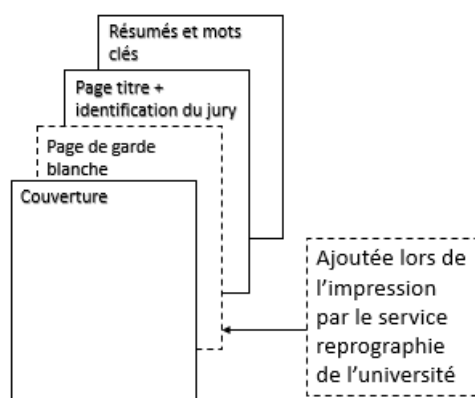 Résumés et mots
clés
Page titre +
identification du jury
Page de garde
blanche
Couverture
Ajoutée lors de
l’impression
par le service
reprographie
de l’université